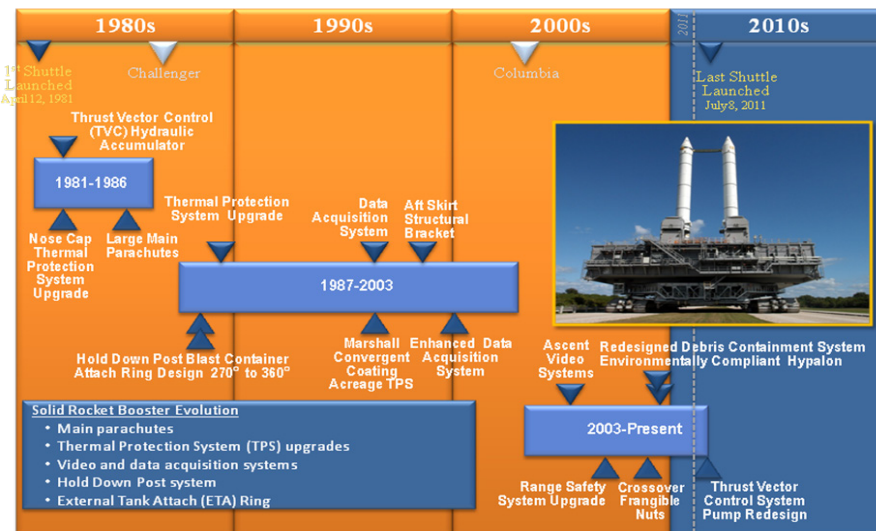 1980s
1990s
2000s
2011
2010s
1st Shuttle
Launched
April 12, 1981
Challenger
Columbia
Last Shuttle
Launched
July 8, 2011
Thrust Vector Control
(TVC) Hydraulic
Accumulator
1981-1986
Nose Cap
Thermal
Protection
System
Upgrade
Large Main
Parachutes
Thermal Protection
System Upgrade
Data
Acquisition
System
Aft Skirt
Structural
Bracket
1987-2003
Hold Down Post Blast Container
Attach Ring Design 270° to 360°
Marshall
Convergent
Coating
Acreage TPS
Enhanced Data
Acquisition
System
Ascent
Video
Systems
Redesigned Debris Containment System
Environmentally Compliant Hypalon
2003-Present
Range Safety
System Upgrade
Crossover
Frangible
Nuts
Thrust Vector
Control System
Pump Redesign
Solid Rocket Booster Evolution
• Main parachutes
• Thermal Protection System (TPS) upgrades
• Video and data acquisition systems
• Hold Down Post system
• External Tank Attach (ETA) Ring